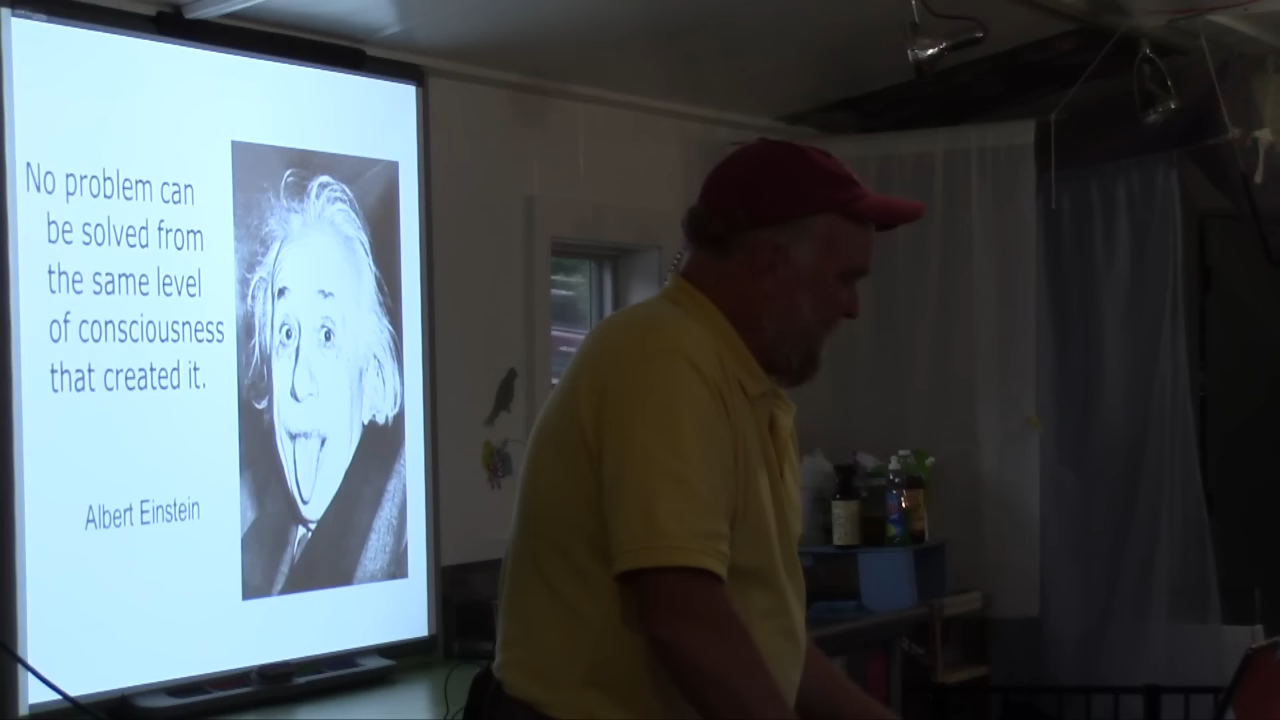 No problem can
be solved from
the same level
of consciousness
that created it.
Albert Einstein